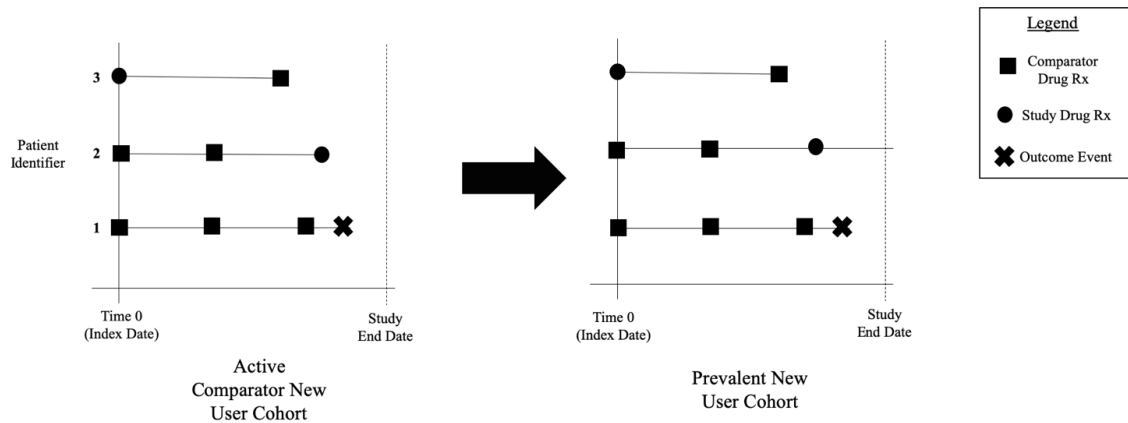 3
Patient
Identifier
2
1
Time 0
(Index Date)
Study
End Date
Active
Comparator New
User Cohort
Time 0
(Index Date)
Study
End Date
Prevalent New
User Cohort
Legend
Comparator
Drug Rx
Study Drug Rx
Outcome Event